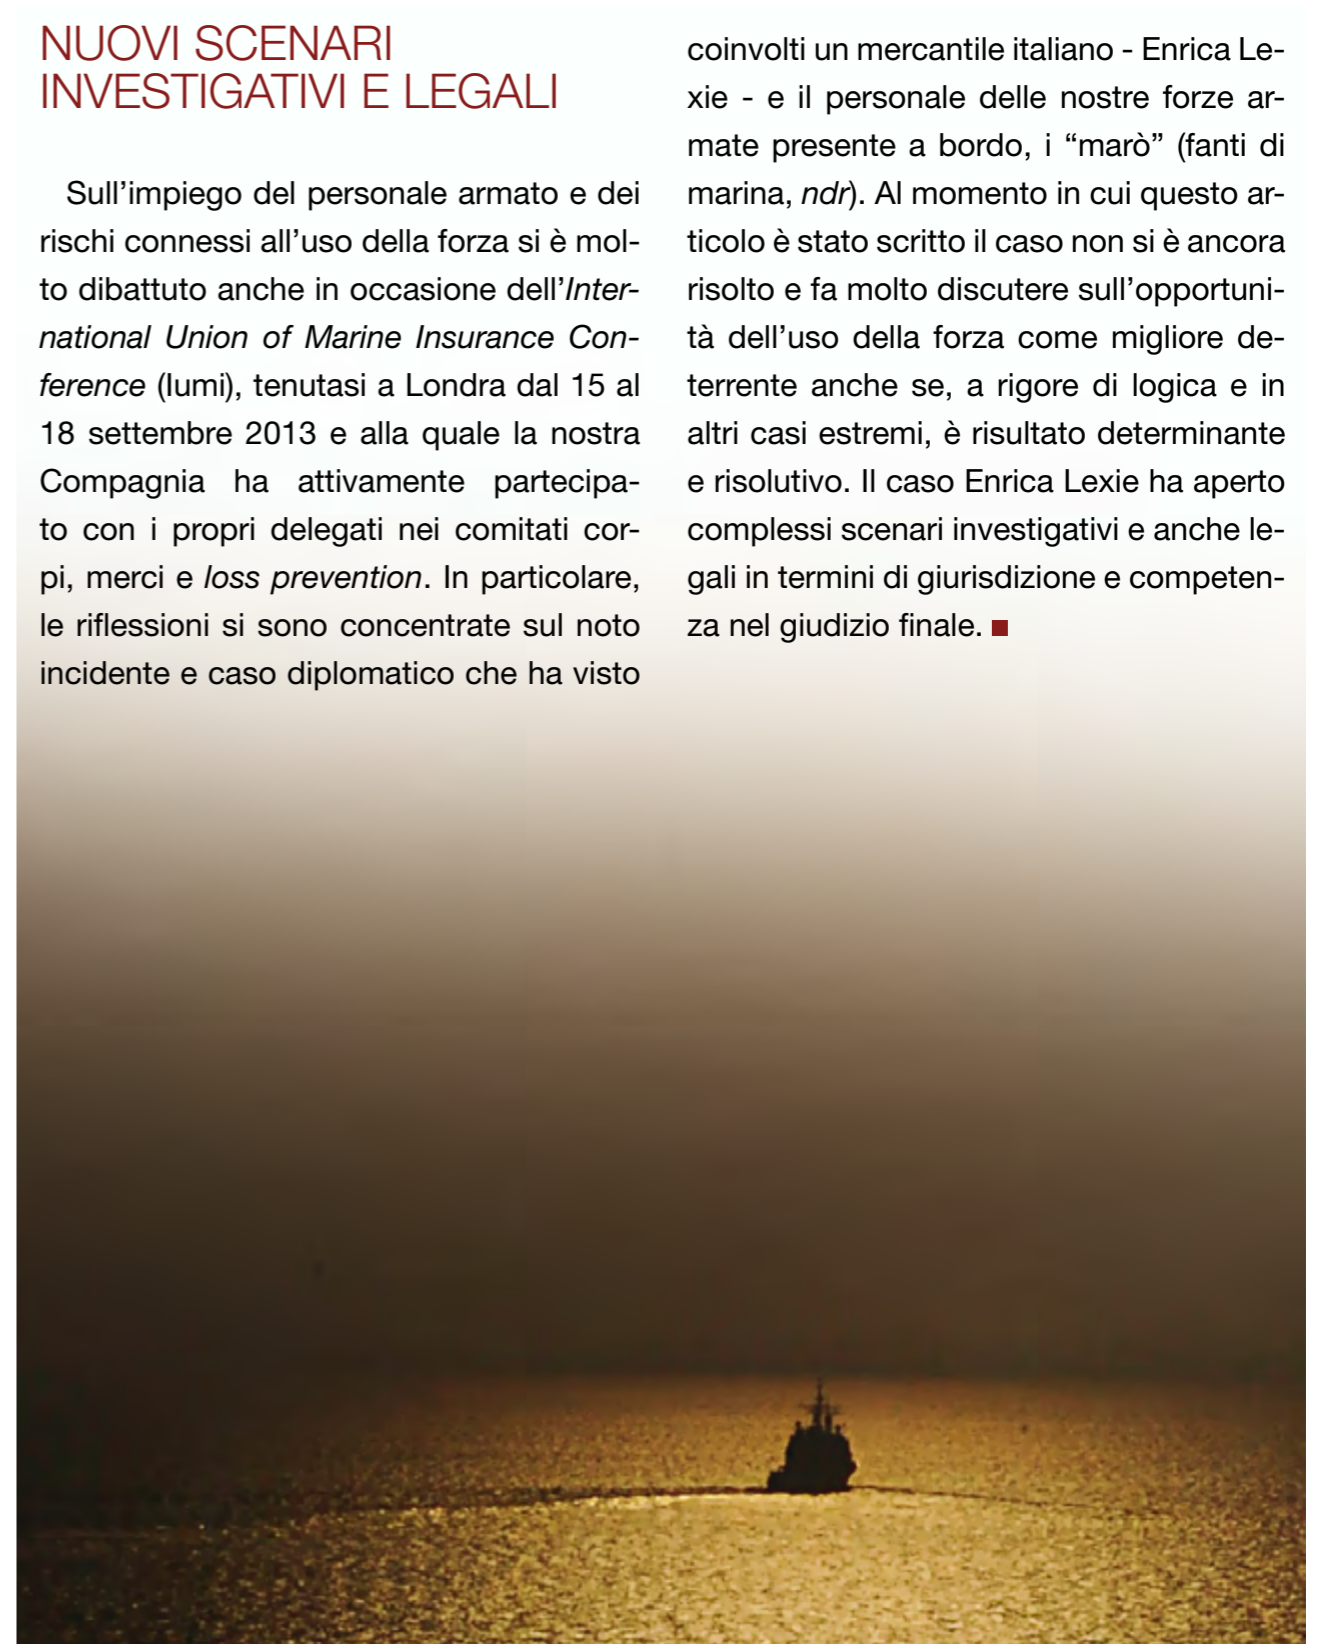 NUOVI SCENARI
INVESTIGATIVI E LEGALI
Sull’impiego del personale armato e dei
rischi connessi all’uso della forza si è mol-
to dibattuto anche in occasione dell’Inter-
national Union of Marine Insurance Con-
ference (Iumi), tenutasi a Londra dal 15 al
18 settembre 2013 e alla quale la nostra
Compagnia ha attivamente partecipa-
to con i propri delegati nei comitati cor-
pi, merci e loss prevention. In particolare,
le riflessioni si sono concentrate sul noto
incidente e caso diplomatico che ha visto
coinvolti un mercantile italiano - Enrica Le-
xie - e il personale delle nostre forze ar-
mate presente a bordo, i “marò” (fanti di
marina, ndr). Al momento in cui questo ar-
ticolo è stato scritto il caso non si è ancora
risolto e fa molto discutere sull’opportuni-
tà dell’uso della forza come migliore de-
terrente anche se, a rigore di logica e in
altri casi estremi, è risultato determinante
e risolutivo. Il caso Enrica Lexie ha aperto
complessi scenari investigativi e anche le-
gali in termini di giurisdizione e competen-
za nel giudizio finale.